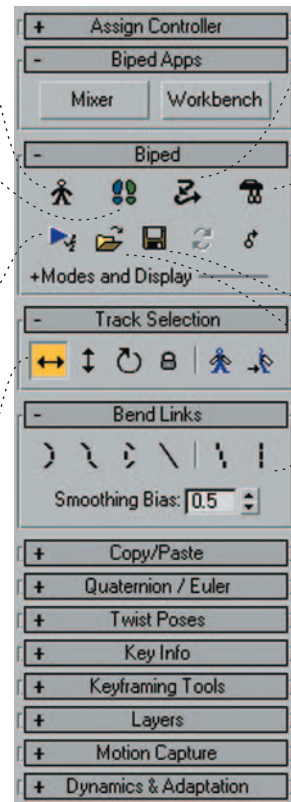 + Assign Controller
- Biped Apps
Mixer Workbench
- Biped
+Modes and Display
- Track Selection
- Bend Links
Smoothing Bias: 0.5
+ Copy/Paste
+ Quaternion / Euler
+ Twist Poses
+ Key Info
+ Keyframing Tools
+ Layers
+ Motion Capture
+ Dynamics & Adaptation